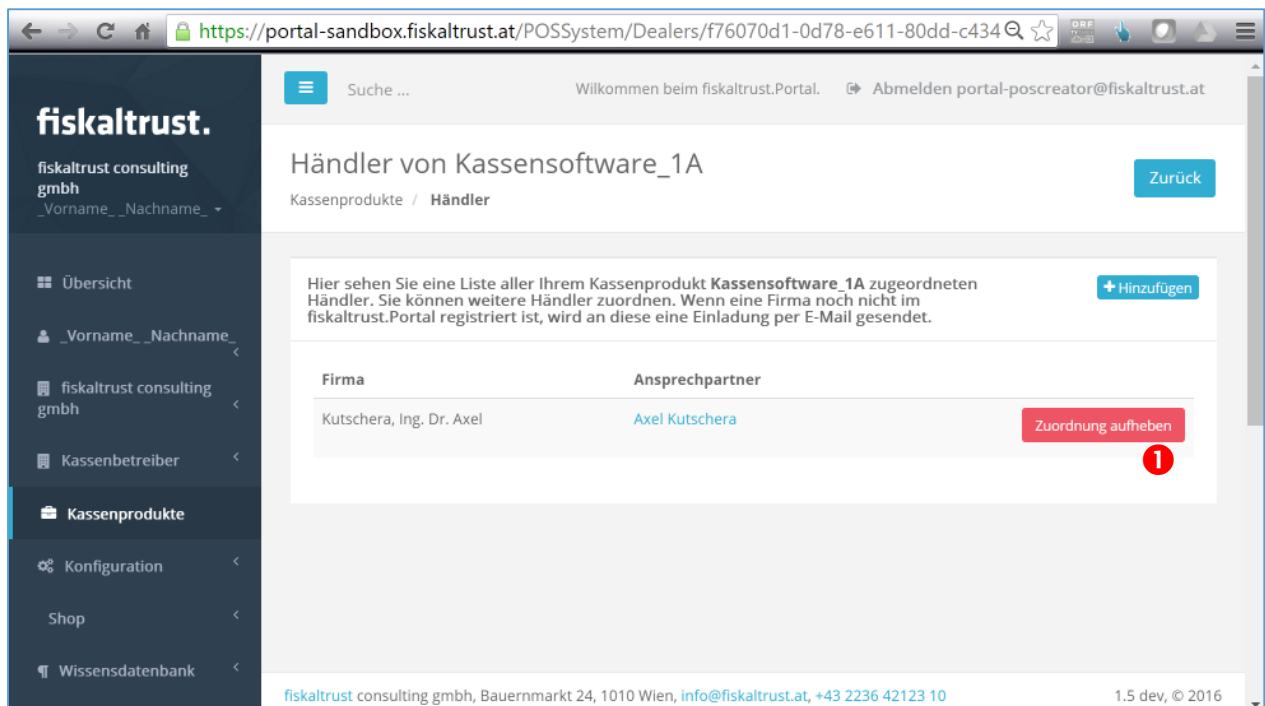 https://portal-sandbox.fiskaltrust.at/POSSystem/Dealers/f76070d1-0d78-e611-80dd-c434
ORF
fiskaltrust.
fiskaltrust consulting
gmbh
_Vorname_ _Nachname_
Übersicht
_Vorname_ _Nachname_
fiskaltrust consulting
gmbh
Kassenbetreiber
Kassenprodukte
Konfiguration
Shop
Wissensdatenbank
Suche ...
Wilkommen beim fiskaltrust.Portal.
Abmelden portal-poscreator@fiskaltrust.at
Händler von Kassensoftware_1A
Kassenprodukte / Händler
Zurück
Hier sehen Sie eine Liste aller Ihrem Kassenprodukt Kassensoftware_1A zugeordneten
Händler. Sie können weitere Händler zuordnen. Wenn eine Firma noch nicht im
fiskaltrust.Portal registriert ist, wird an diese eine Einladung per E-Mail gesendet.
+ Hinzufügen
Firma Ansprechpartner
Kutschera, Ing. Dr. Axel Axel Kutschera Zuordnung aufheben
1
fiskaltrust consulting gmbh, Bauernmarkt 24, 1010 Wien, info@fiskaltrust.at, +43 2236 42123 10
1.5 dev, © 2016